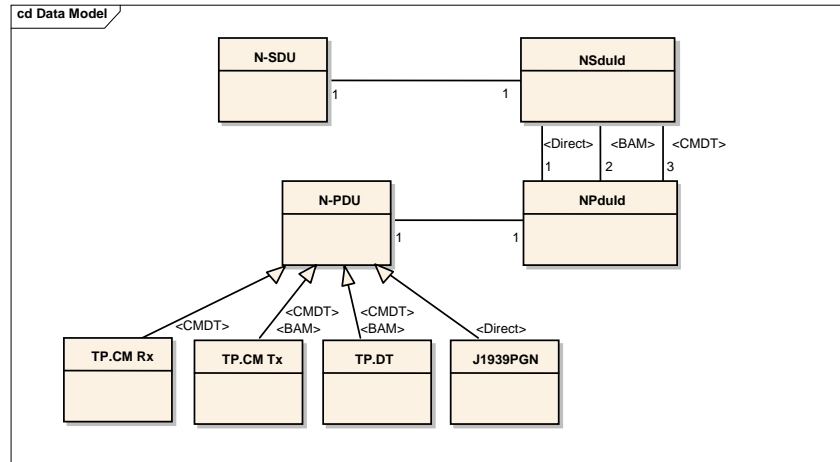 cd Data Model
N-SDU
NSduId
1
1
<Direct>
<BAM>
<CMDT>
1
2
3
N-PDU
NPduId
1
1
<CMDT>
<CMDT>
<BAM>
<CMDT>
<BAM>
<Direct>
TP.CM Rx
TP.CM Tx
TP.DT
J1939PGN